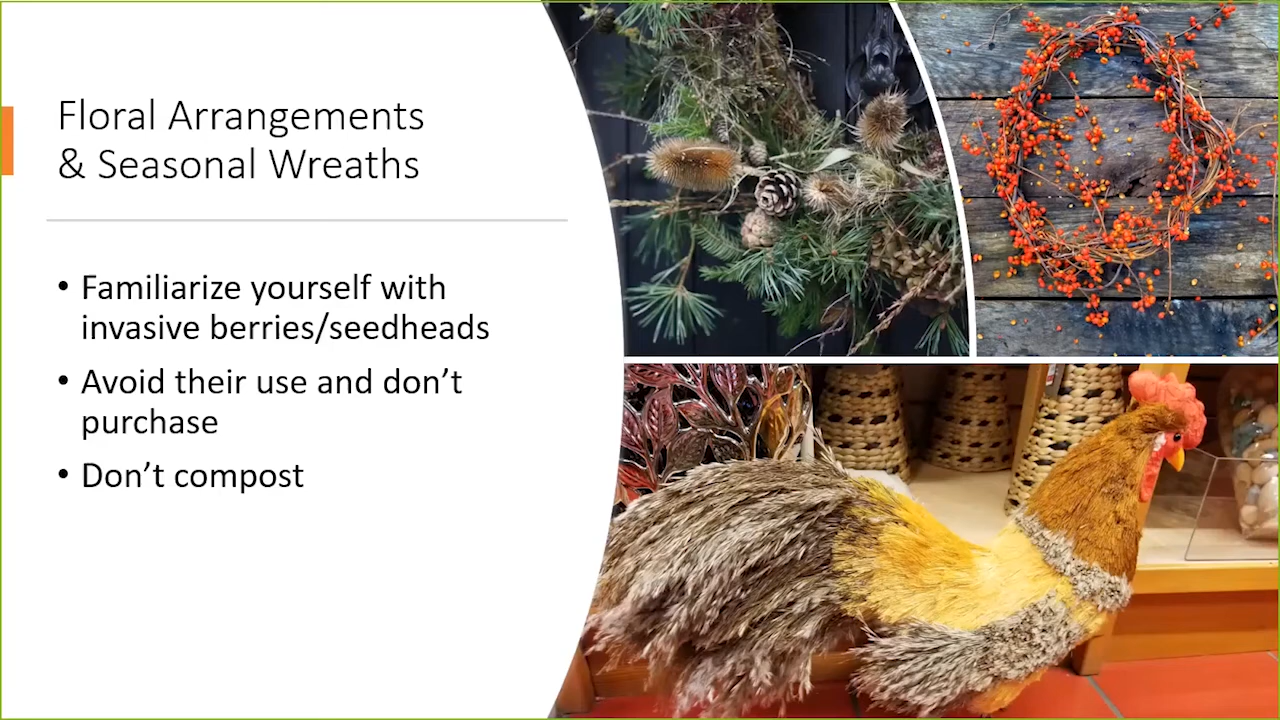 Floral Arrangements
& Seasonal Wreaths
• Familiarize yourself with
invasive berries/seedheads
• Avoid their use and don’t
purchase
• Don’t compost